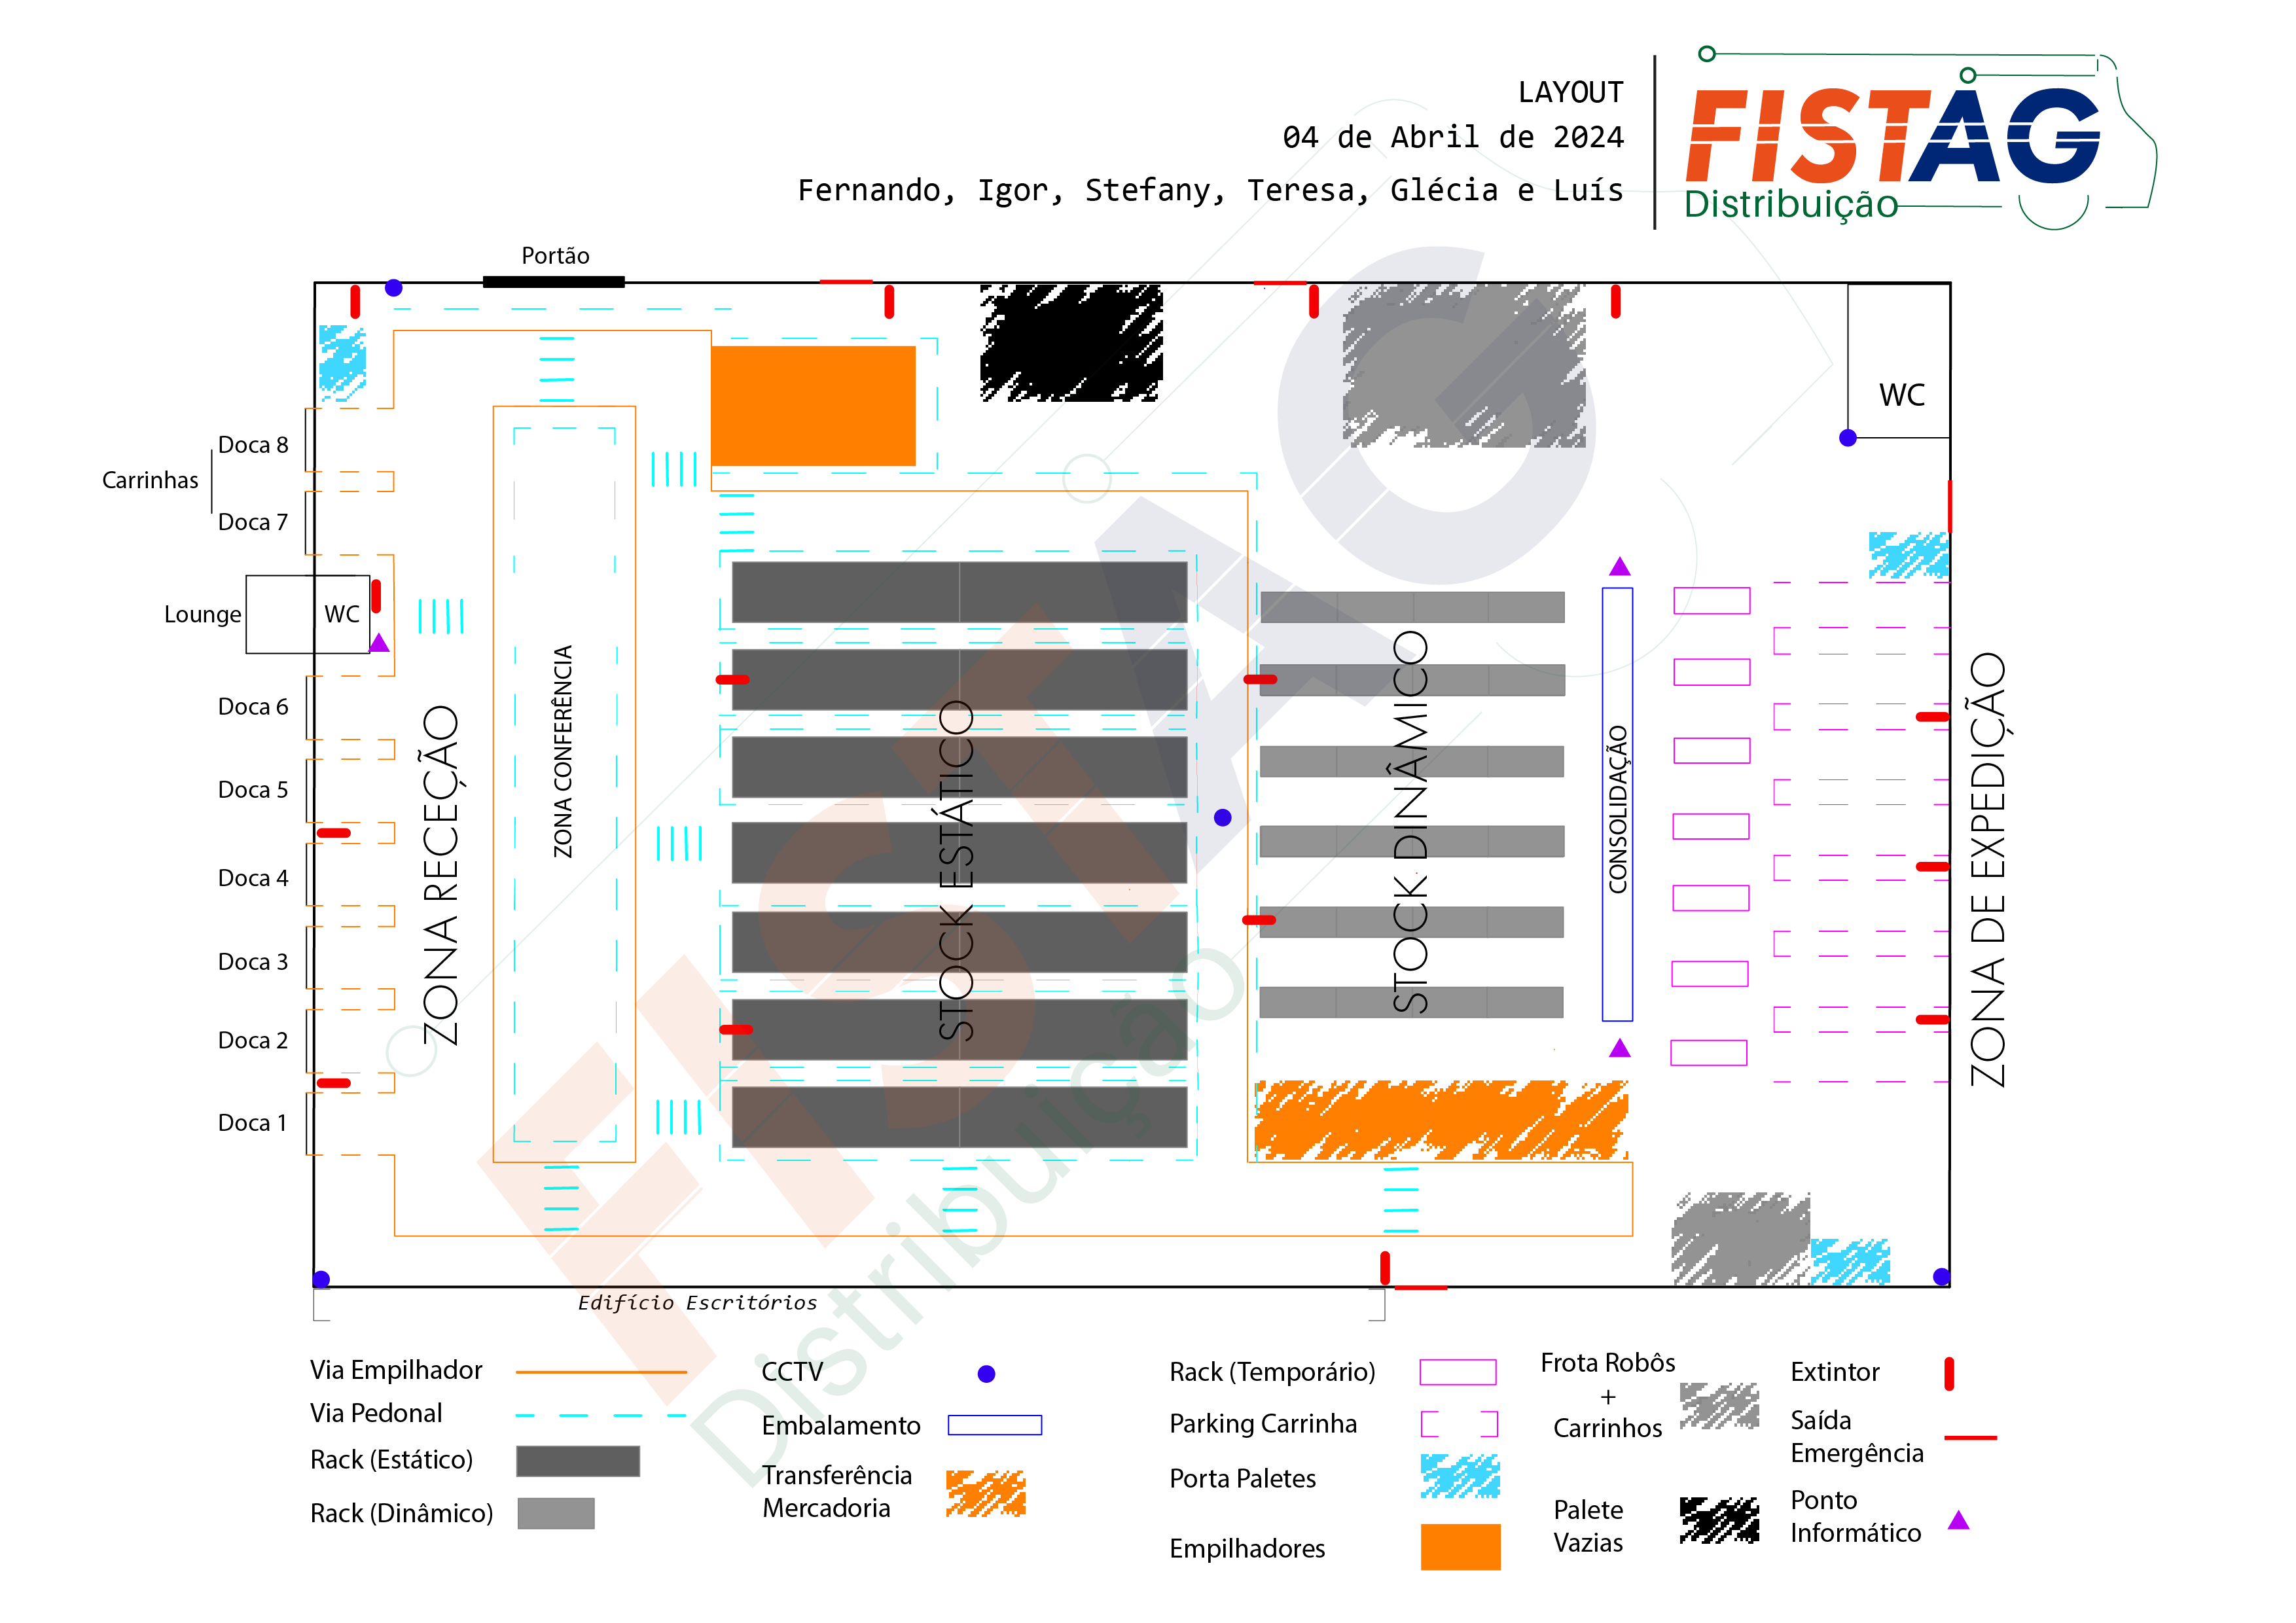 LAYOUT
04 de Abril de 2024
Fernando, Igor, Stefany, Teresa, Glécia e Luís
FISTAG
Distribuição
Portão
WC
Doca 8
Carrinhas
Doca 7
Lounge
WC
Doca 6
Doca 5
Doca 4
Doca 3
Doca 2
Doca 1
ZONA RECEÇÃO
ZONA CONFERÊNCIA
STOCK ESTÁTICO
STOCK DINÂMICO
CONSOLIDAÇÃO
ZONA DE EXPEDIÇÃO
FISTAG
Distribuição
Edifício Escritórios
Via Empilhador
Via Pedonal
Rack (Estático)
Rack (Dinâmico)
CCTV
Embalamento
Transferência
Mercadoria
Rack (Temporário)
Parking Carrinha
Porta Paletes
Empilhadores
Frota Robôs
+
Carrinhos
Palete
Vazias
Extintor
Saída
Emergência
Ponto
Informático